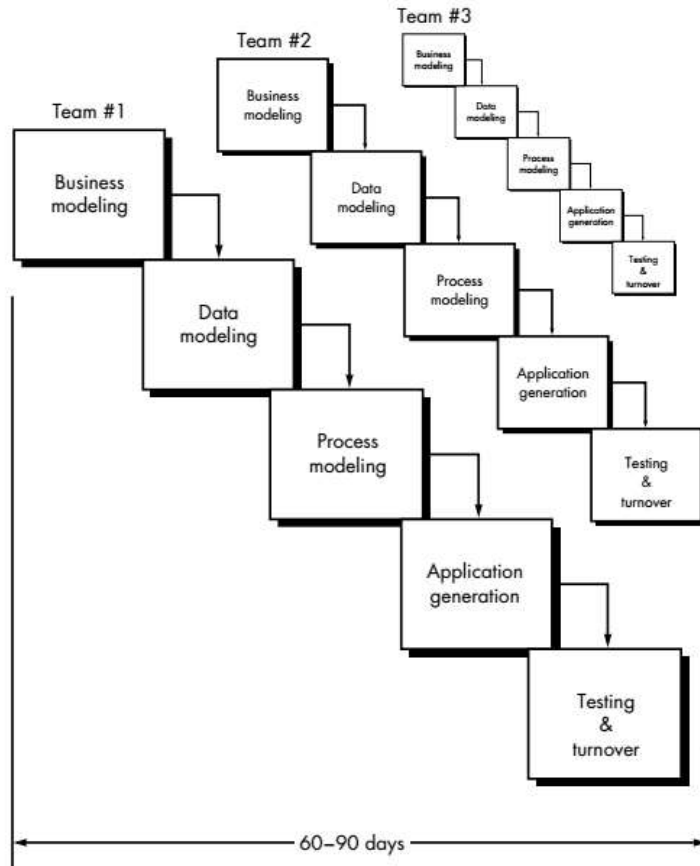 Team #1
Business
modeling
Data
modeling
Process
modeling
Application
generation
Testing
&
turnover
Team #2
Business
modeling
Data
modeling
Process
modeling
Application
generation
Testing
&
turnover
Team #3
Business
modeling
Data
modeling
Process
modeling
Application
generation
Testing
&
turnover
60–90 days